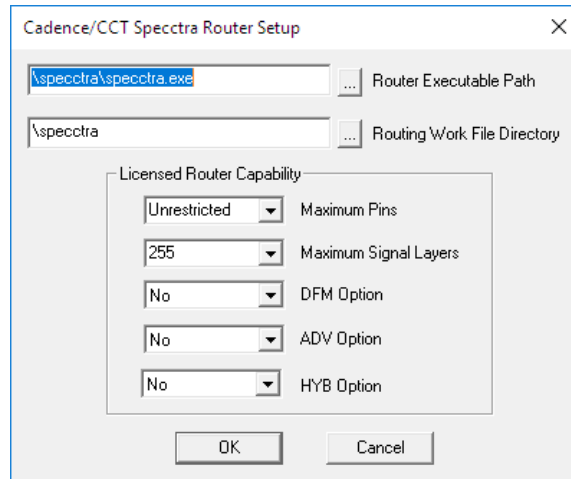 Cadence/CCT Specctra Router Setup
\specctra\specctra.exe ... Router Executable Path
\specctra ... Routing Work File Directory
Licensed Router Capability
Unrestricted Maximum Pins
255 Maximum Signal Layers
No DFM Option
No ADV Option
No HYB Option
OK Cancel